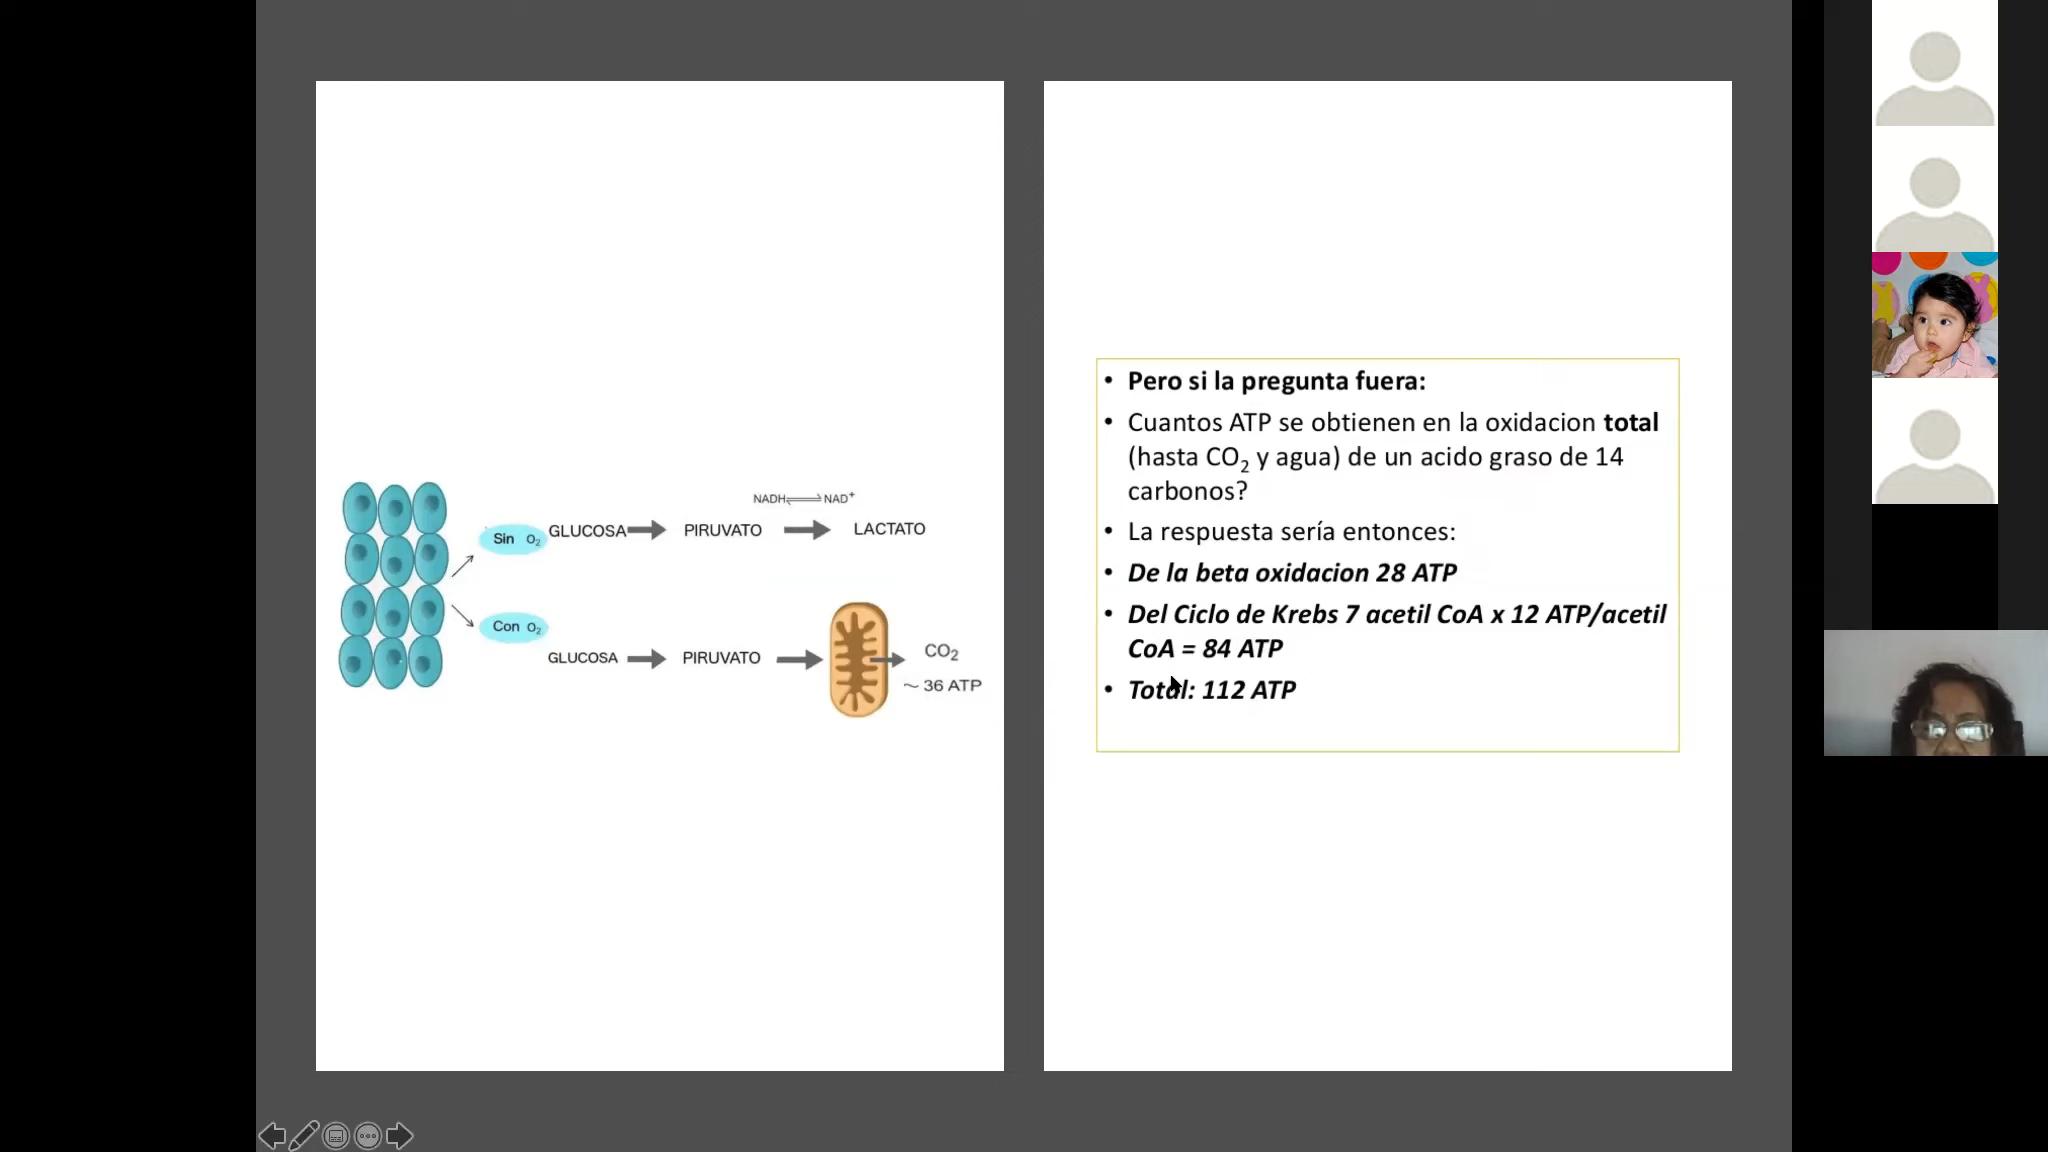 NADH⇌NAD+
Sin O2 GLUCOSA PIRUVATO LACTATO
Con O2
GLUCOSA PIRUVATO CO2
~ 36 ATP
• Pero si la pregunta fuera:
• Cuantos ATP se obtienen en la oxidacion total
(hasta CO2 y agua) de un acido graso de 14
carbonos?
• La respuesta sería entonces:
• De la beta oxidacion 28 ATP
• Del Ciclo de Krebs 7 acetil CoA x 12 ATP/acetil
CoA = 84 ATP
• Total: 112 ATP